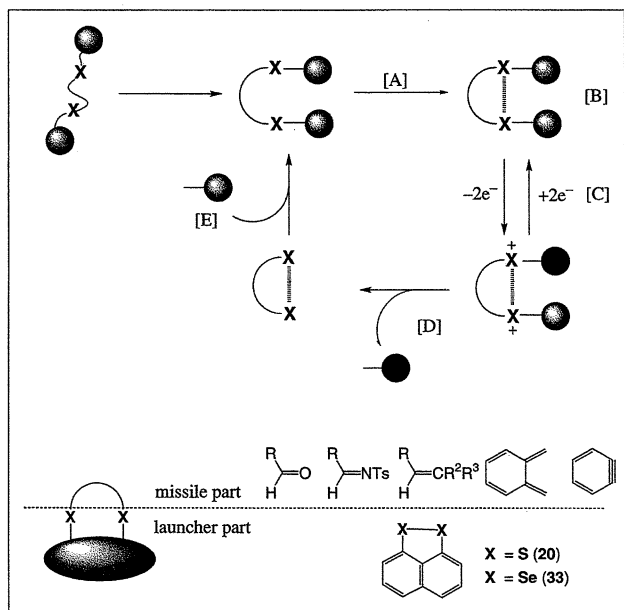 X
X
X
X
[A]
X
X
[B]
−2e⁻
+2e⁻
[C]
[E]
X
X
[D]
+
X
X
+
R
H
O
R
H
NTs
R
H
CR²R³
missile part
launcher part
X
X
X
X
X = S (20)
X = Se (33)